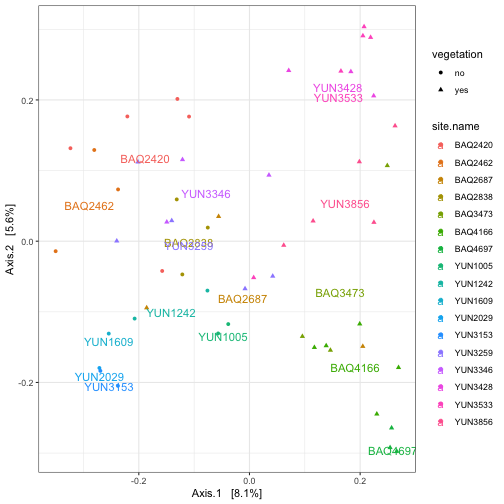 vegetation
no
yes
site.name
BAQ2420
BAQ2462
BAQ2687
BAQ2838
BAQ3473
BAQ4166
BAQ4697
YUN1005
YUN1242
YUN1609
YUN2029
YUN3153
YUN3259
YUN3346
YUN3428
YUN3533
YUN3856
YUN3428
YUN3533
BAQ2420
YUN3346
BAQ2462
YUN3856
BAQ2838
YUN3259
BAQ3473
BAQ2687
YUN1242
YUN1005
YUN1609
BAQ4166
YUN2029
YUN3153
BAQ4697
0.2
0.0
-0.2
-0.2
0.0
0.2
Axis.2 [5.6%]
Axis.1 [8.1%]